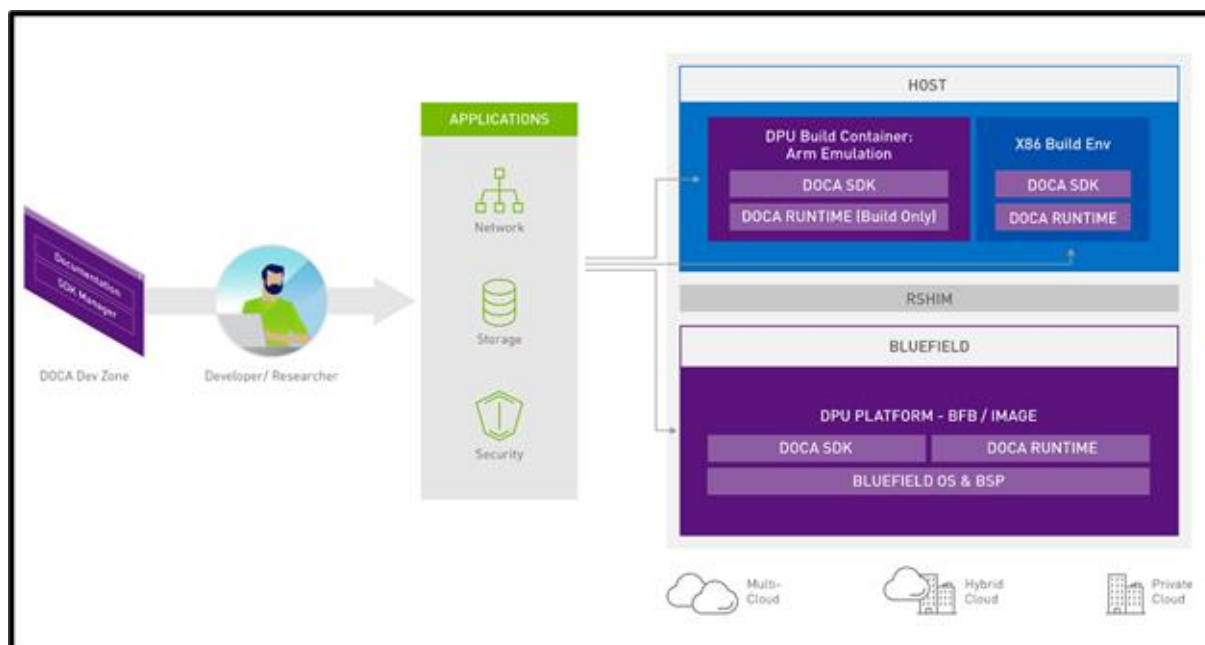 Documentation
SDK Manager
DOCA Dev Zone
Developer/ Researcher
APPLICATIONS
Network
Storage
Security
HOST
DPU Build Container:
Arm Emulation
DOCA SDK
DOCA RUNTIME (Build Only)
X86 Build Env
DOCA SDK
DOCA RUNTIME
RSHIM
BLUEFIELD
DPU PLATFORM - BFB / IMAGE
DOCA SDK
DOCA RUNTIME
BLUEFIELD OS & BSP
Multi-
Cloud
Hybrid
Cloud
Private
Cloud